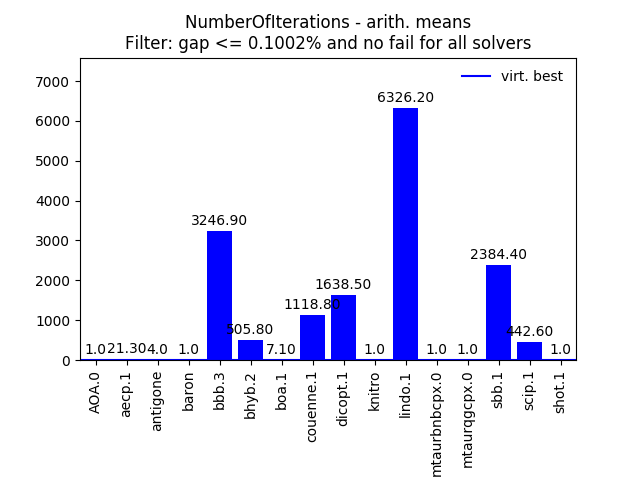 NumberOfIterations - arith. means
Filter: gap <= 0.1002% and no fail for all solvers
virt. best
7000
6000
5000
4000
3000
2000
1000
0
1.0
21.30
4.0
1.0
3246.90
505.80
7.10
1118.80
1638.50
1.0
6326.20
1.0
1.0
2384.40
442.60
1.0
AOA.0
aecp.1
antigone
baron
bbb.3
bhyb.2
boa.1
couenne.1
dicopt.1
knitro
lindo.1
mtaurbnbcpx.0
mtaurqgcpx.0
sbb.1
scip.1
shot.1